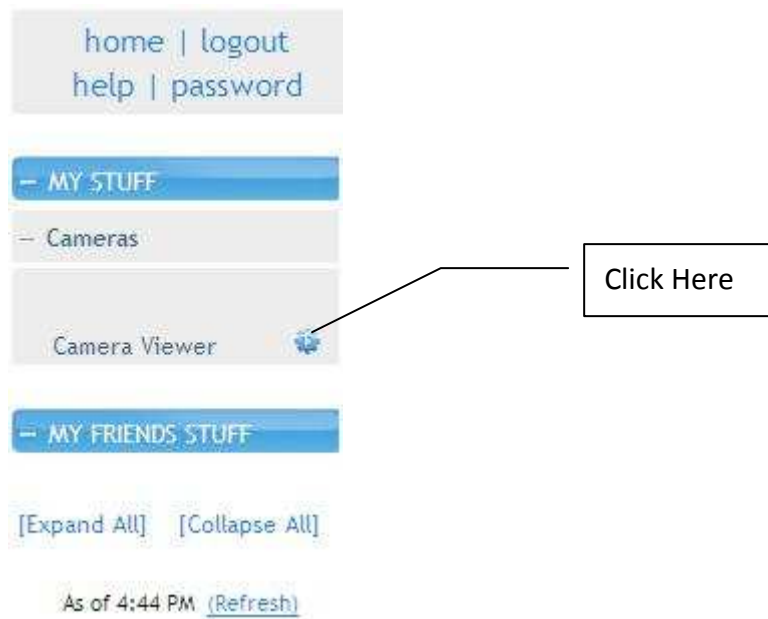 home | logout
help | password
– MY STUFF
– Cameras
Click Here
Camera Viewer
– MY FRIENDS STUFF
[Expand All] [Collapse All]
As of 4:44 PM (Refresh)